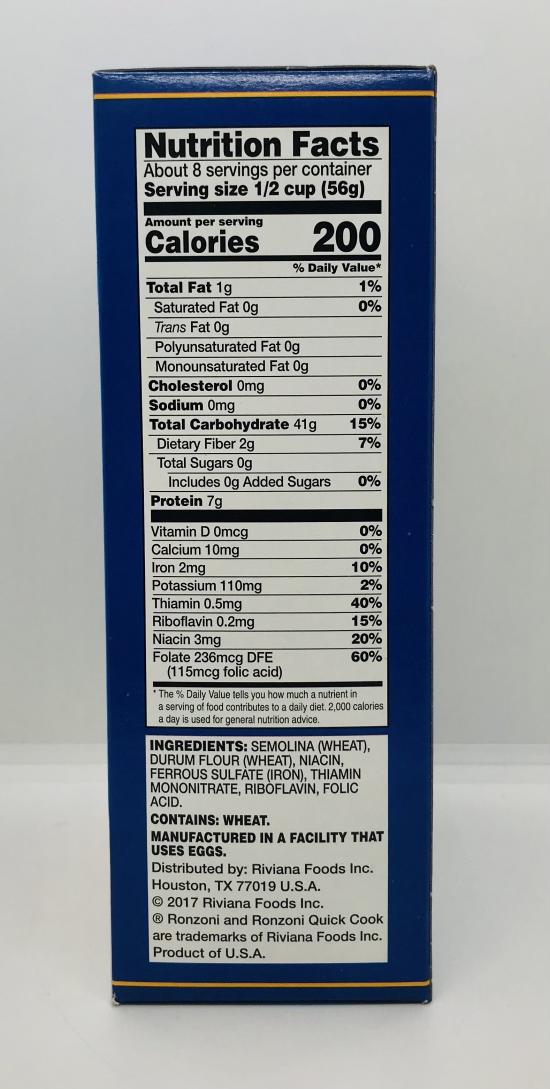 Nutrition Facts
About 8 servings per container
Serving size 1/2 cup (56g)
Amount per serving
Calories 200
% Daily Value*
Total Fat 1g 1%
Saturated Fat 0g 0%
Trans Fat 0g
Polyunsaturated Fat 0g
Monounsaturated Fat 0g
Cholesterol 0mg 0%
Sodium 0mg 0%
Total Carbohydrate 41g 15%
Dietary Fiber 2g 7%
Total Sugars 0g
Includes 0g Added Sugars 0%
Protein 7g
Vitamin D 0mcg 0%
Calcium 10mg 0%
Iron 2mg 10%
Potassium 110mg 2%
Thiamin 0.5mg 40%
Riboflavin 0.2mg 15%
Niacin 3mg 20%
Folate 236mcg DFE 60%
(115mcg folic acid)
* The % Daily Value tells you how much a nutrient in
a serving of food contributes to a daily diet. 2,000 calories
a day is used for general nutrition advice.
INGREDIENTS: SEMOLINA (WHEAT),
DURUM FLOUR (WHEAT), NIACIN,
FERROUS SULFATE (IRON), THIAMIN
MONONITRATE, RIBOFLAVIN, FOLIC
ACID.
CONTAINS: WHEAT.
MANUFACTURED IN A FACILITY THAT
USES EGGS.
Distributed by: Riviana Foods Inc.
Houston, TX 77019 U.S.A.
© 2017 Riviana Foods Inc.
® Ronzoni and Ronzoni Quick Cook
are trademarks of Riviana Foods Inc.
Product of U.S.A.